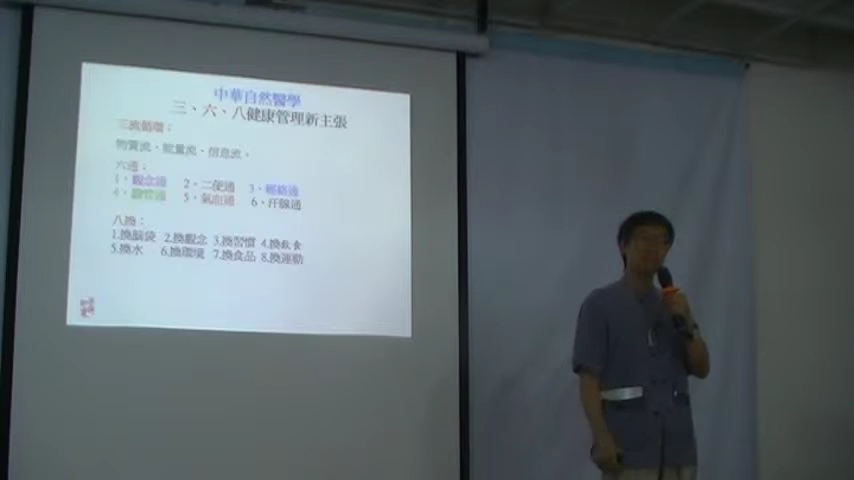 中華自然醫學
三、六、八健康管理新主張
三流循環：
物質流、能量流、信息流。
六通：
1、觀念通 2、二便通 3、經絡通
4、腸胃通 5、氣血通 6、汗腺通
八換：
1.換腦袋 2.換觀念 3.換習慣 4.換飲食
5.換水 6.換環境 7.換食品 8.換運動